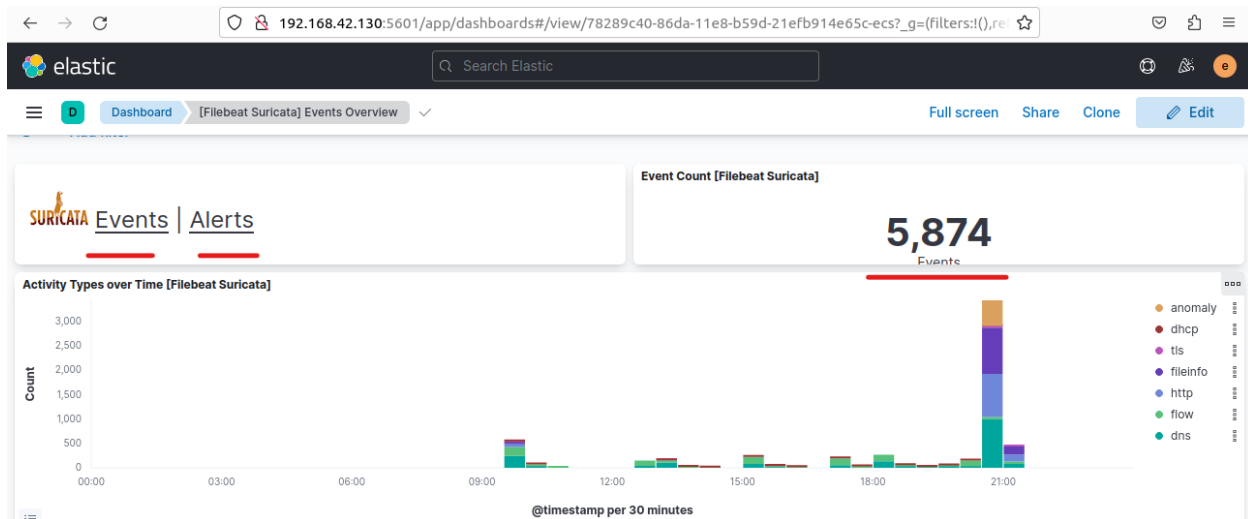 192.168.42.130:5601/app/dashboards#/view/78289c40-86da-11e8-b59d-21efb914e65c-ecs?_g=(filters:!(),re
elastic
Search Elastic
e
D
Dashboard
[Filebeat Suricata] Events Overview
Full screen
Share
Clone
Edit
SURICATA Events | Alerts
Event Count [Filebeat Suricata]
5,874
Events
Activity Types over Time [Filebeat Suricata]
Count
3,000
2,500
2,000
1,500
1,000
500
0
00:00
03:00
06:00
09:00
12:00
15:00
18:00
21:00
@timestamp per 30 minutes
anomaly
dhcp
tls
fileinfo
http
flow
dns